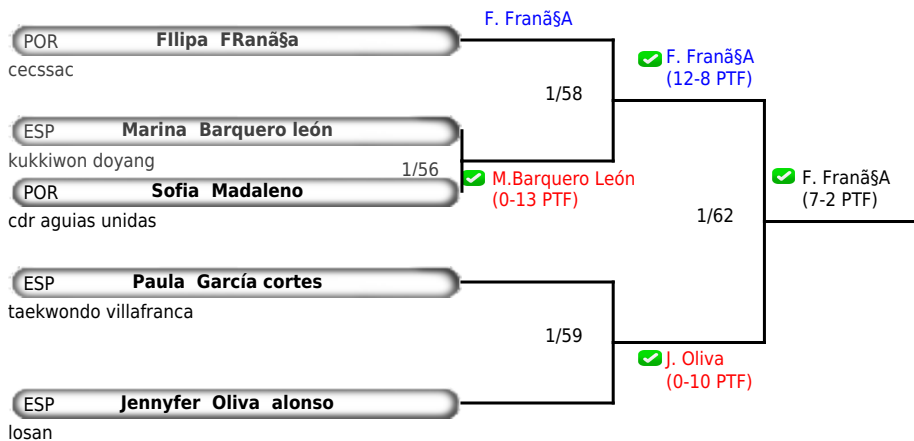 F. Franã§A
POR FIlipa FRanã§a
cecssac
F. Franã§A
(12-8 PTF)
1/58
ESP Marina Barquero león
kukkiwon doyang
1/56
M.Barquero León
(0-13 PTF)
POR Sofia Madaleno
cdr aguias unidas
F. Franã§A
(7-2 PTF)
1/62
ESP Paula García cortes
taekwondo villafranca
1/59
J. Oliva
(0-10 PTF)
ESP Jennyfer Oliva alonso
losan